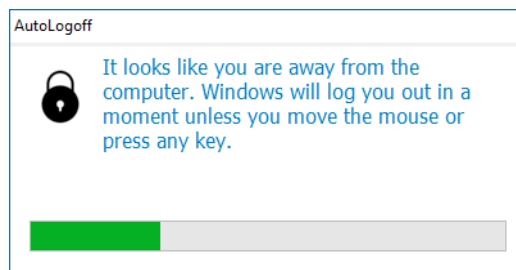 AutoLogoff
It looks like you are away from the
computer. Windows will log you out in a
moment unless you move the mouse or
press any key.